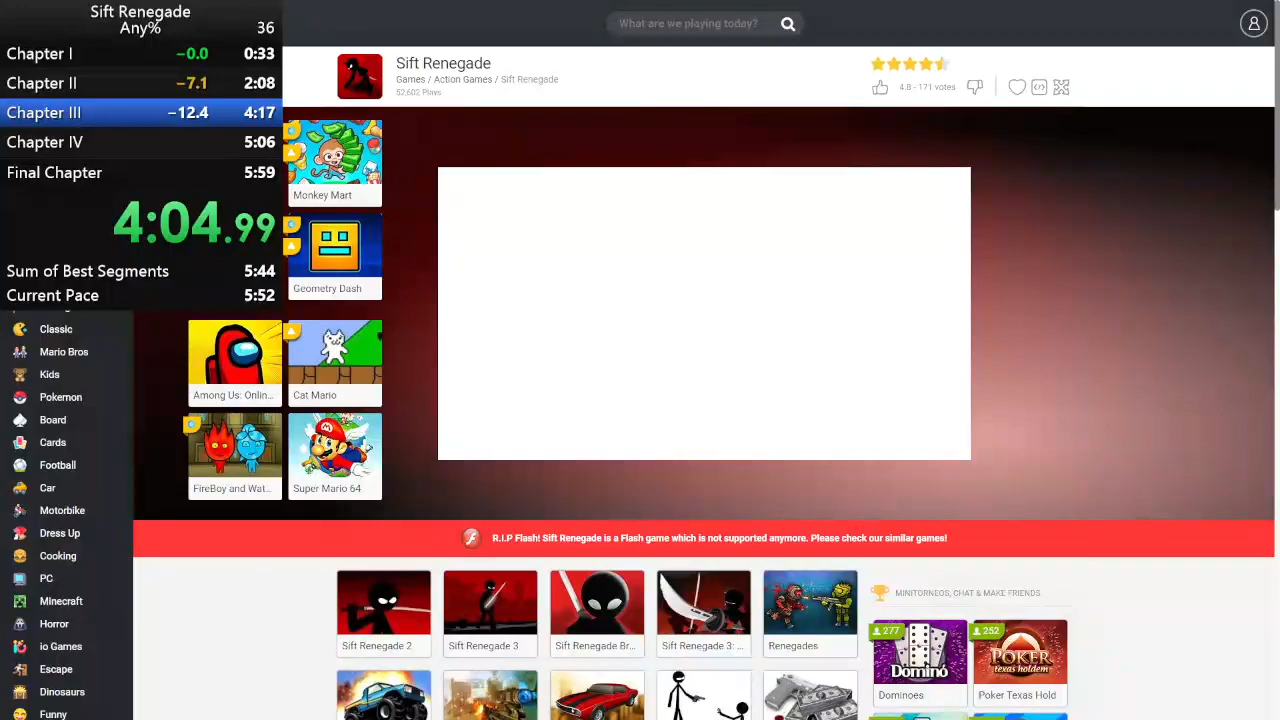 Sift Renegade
Any% 36
Chapter I −0.0 0:33
Chapter II −7.1 2:08
Chapter III −12.4 4:17
Chapter IV 5:06
Final Chapter 5:59
4:04.99
Sum of Best Segments 5:44
Current Pace 5:52
What are we playing today?
Sift Renegade
Games / Action Games / Sift Renegade
52,602 Plays
4.8 - 171 votes
Monkey Mart
Geometry Dash
Among Us: Onlin...
Cat Mario
FireBoy and Wat...
Super Mario 64
Classic
Mario Bros
Kids
Pokemon
Board
Cards
Football
Car
Motorbike
Dress Up
Cooking
PC
Minecraft
Horror
io Games
Escape
Dinosaurs
Funny
R.I.P Flash! Sift Renegade is a Flash game which is not supported anymore. Please check our similar games!
Sift Renegade 2
Sift Renegade 3
Sift Renegade Br...
Sift Renegade 3: ...
Renegades
MINITORNEOS, CHAT & MAKE FRIENDS.
277
Domino
Dominoes
252
POKER
texas holdem
Poker Texas Hold